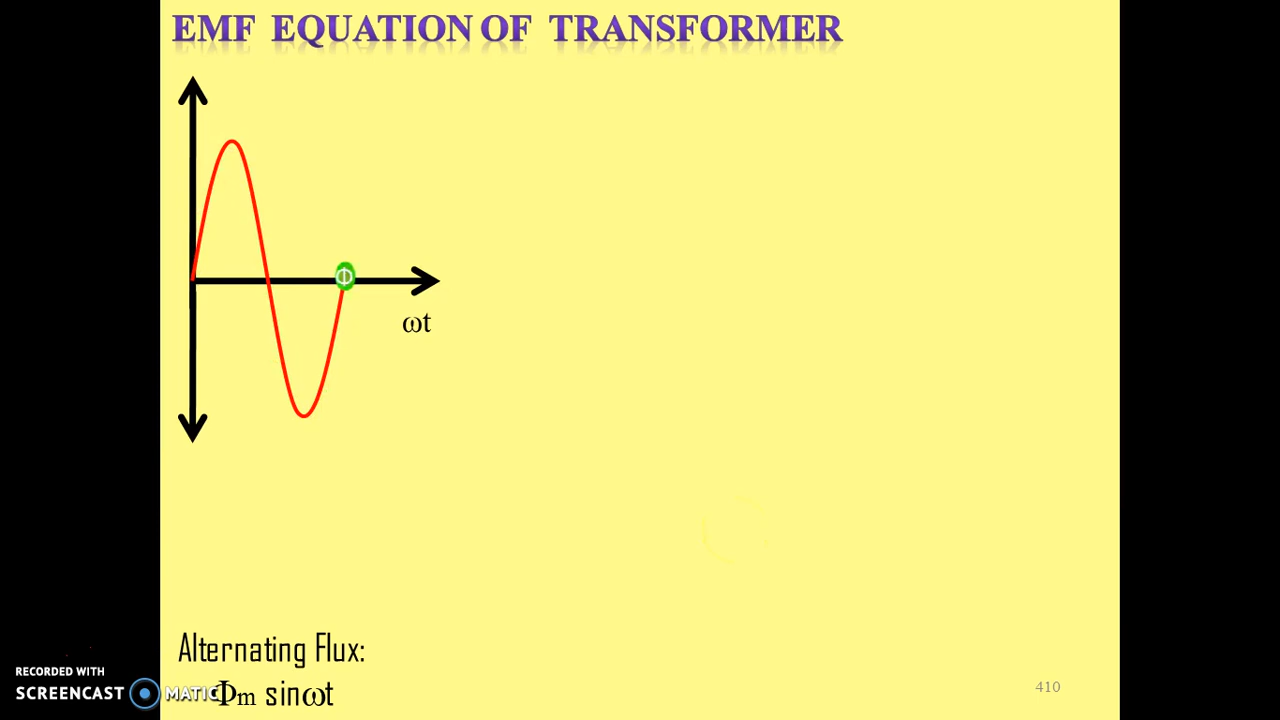 EMF EQUATION OF TRANSFORMER
Φ
ωt
Alternating Flux:
Φm sinωt
RECORDED WITH
SCREENCAST MATIC
410